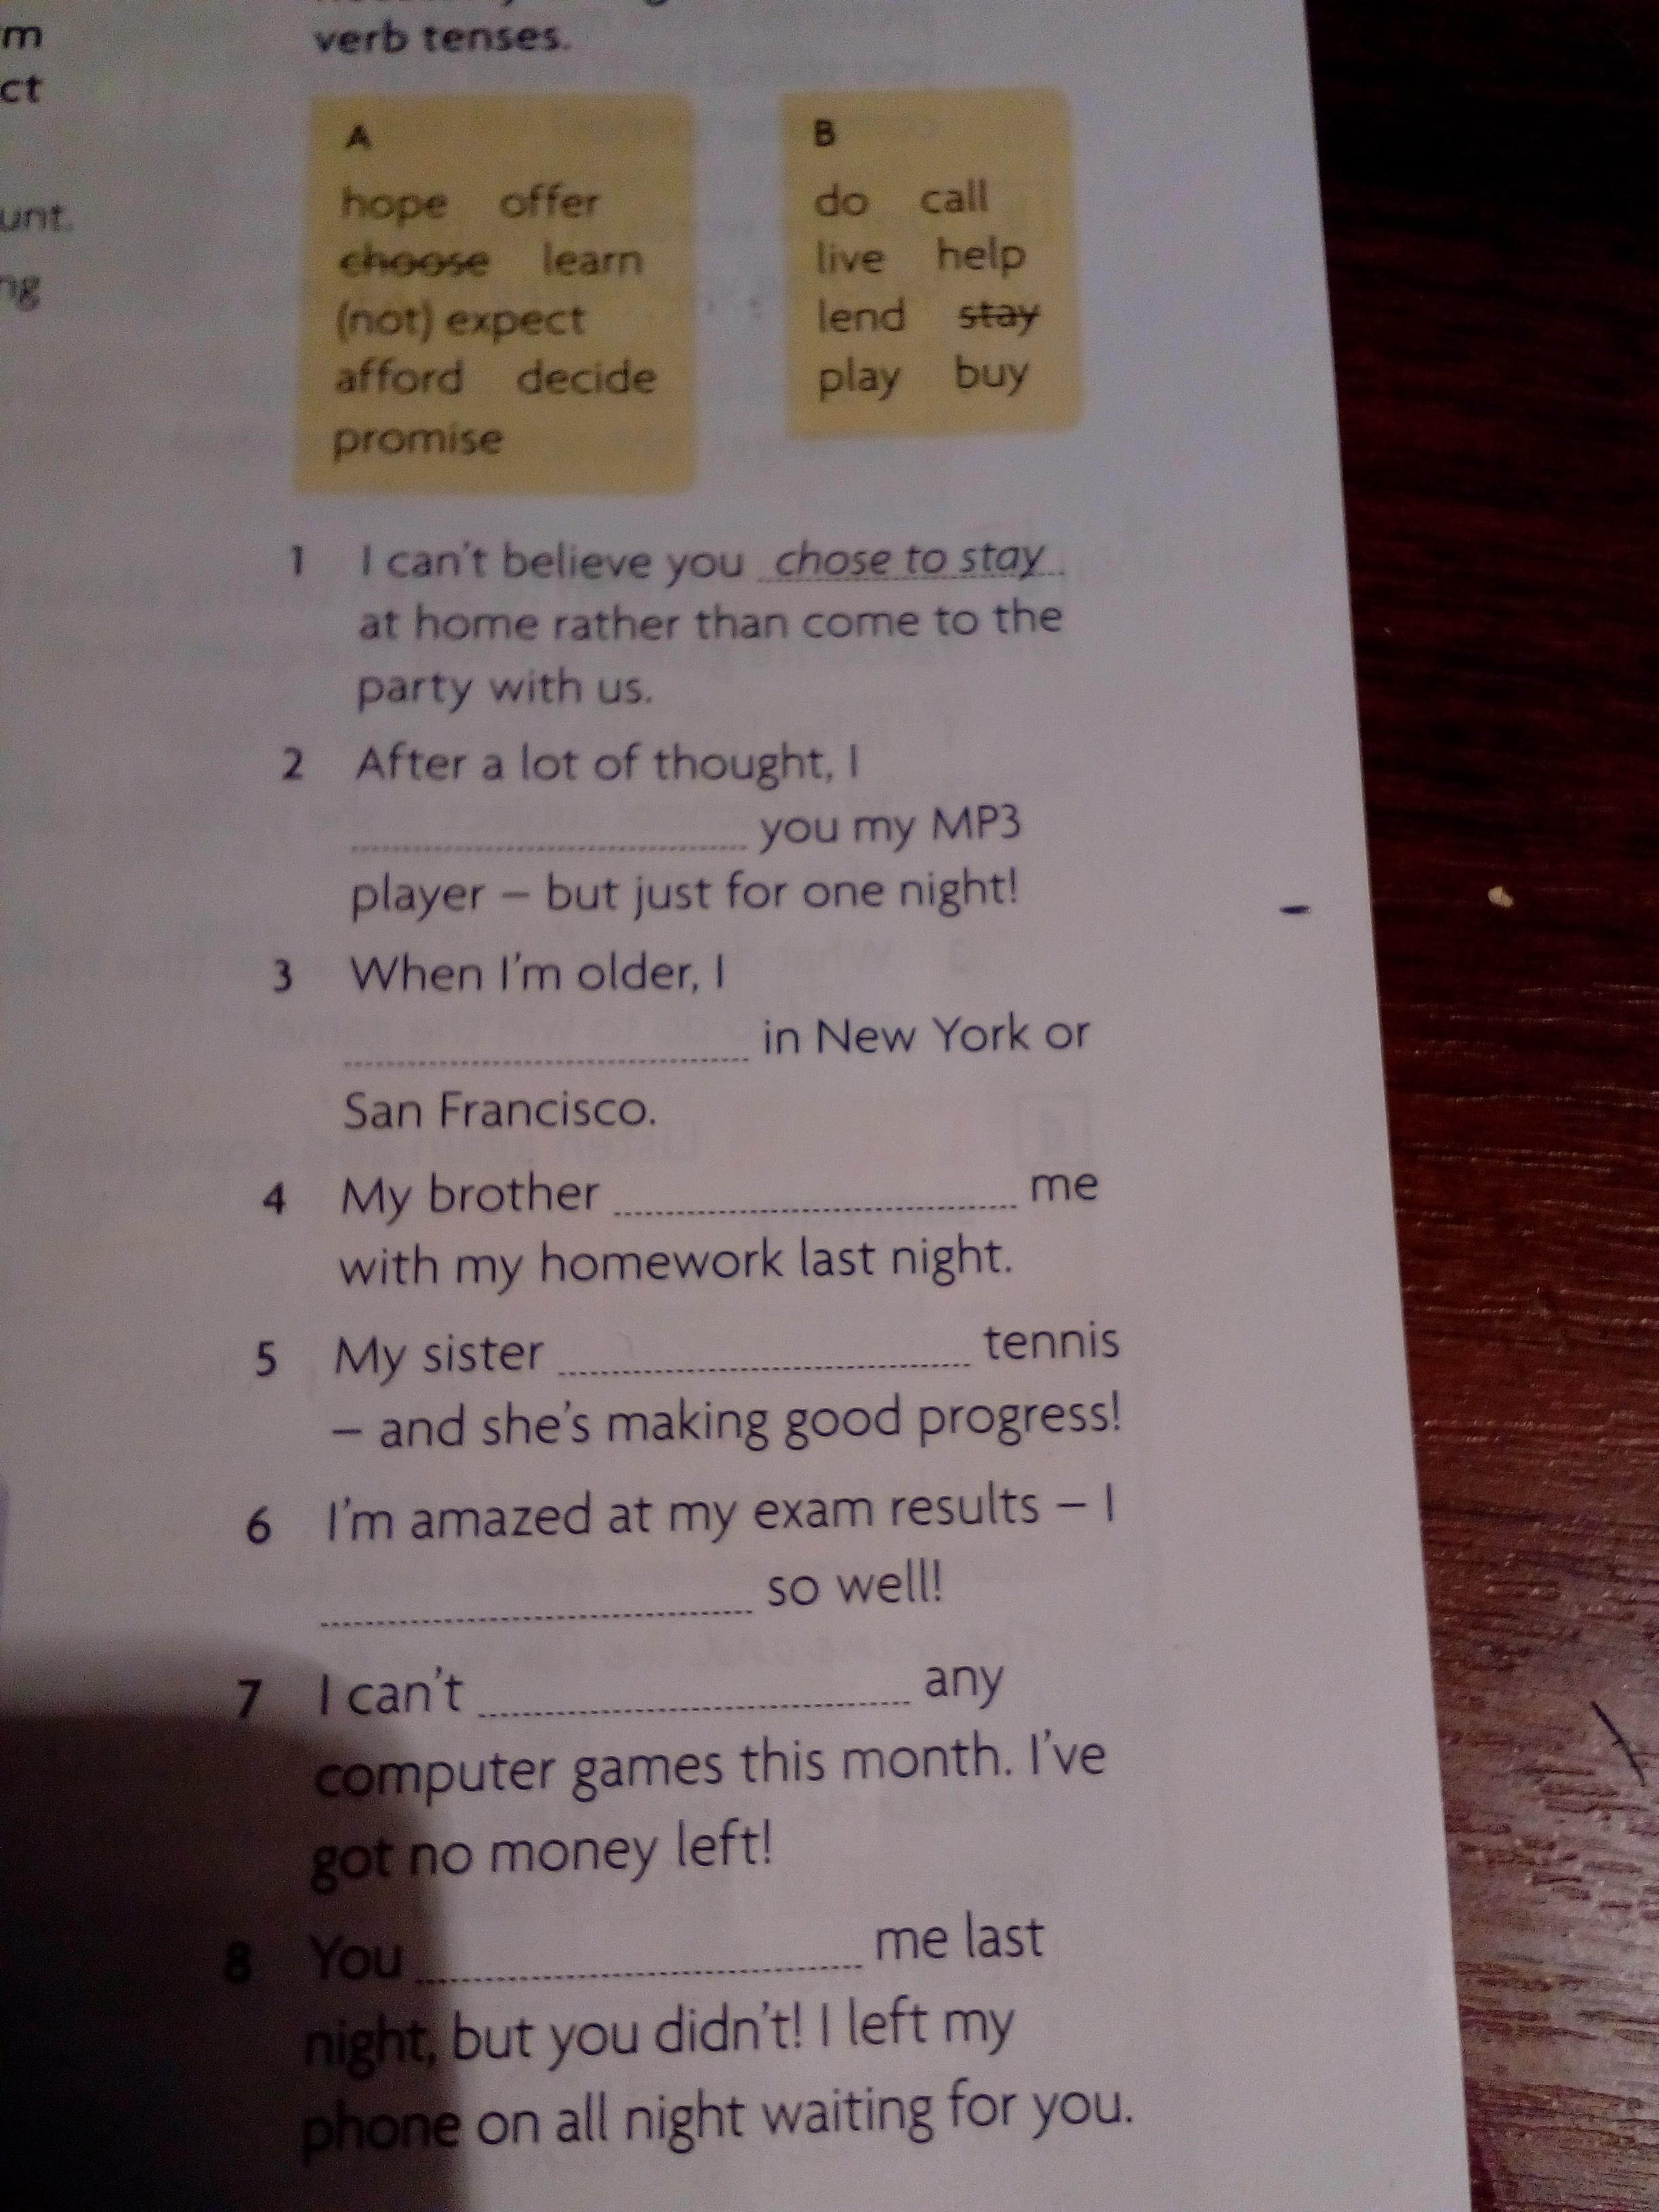 verb tenses.
m
ct
unt.
ng
A
hope offer
choose learn
(not) expect
afford decide
promise
B
do call
live help
lend stay
play buy
1 I can't believe you chose to stay
at home rather than come to the
party with us.
2 After a lot of thought, I
you my MP3
player – but just for one night!
3 When I'm older, I
in New York or
San Francisco.
4 My brother me
with my homework last night.
5 My sister tennis
– and she's making good progress!
6 I'm amazed at my exam results – I
so well!
7 I can't any
computer games this month. I've
got no money left!
8 You me last
night, but you didn't! I left my
phone on all night waiting for you.